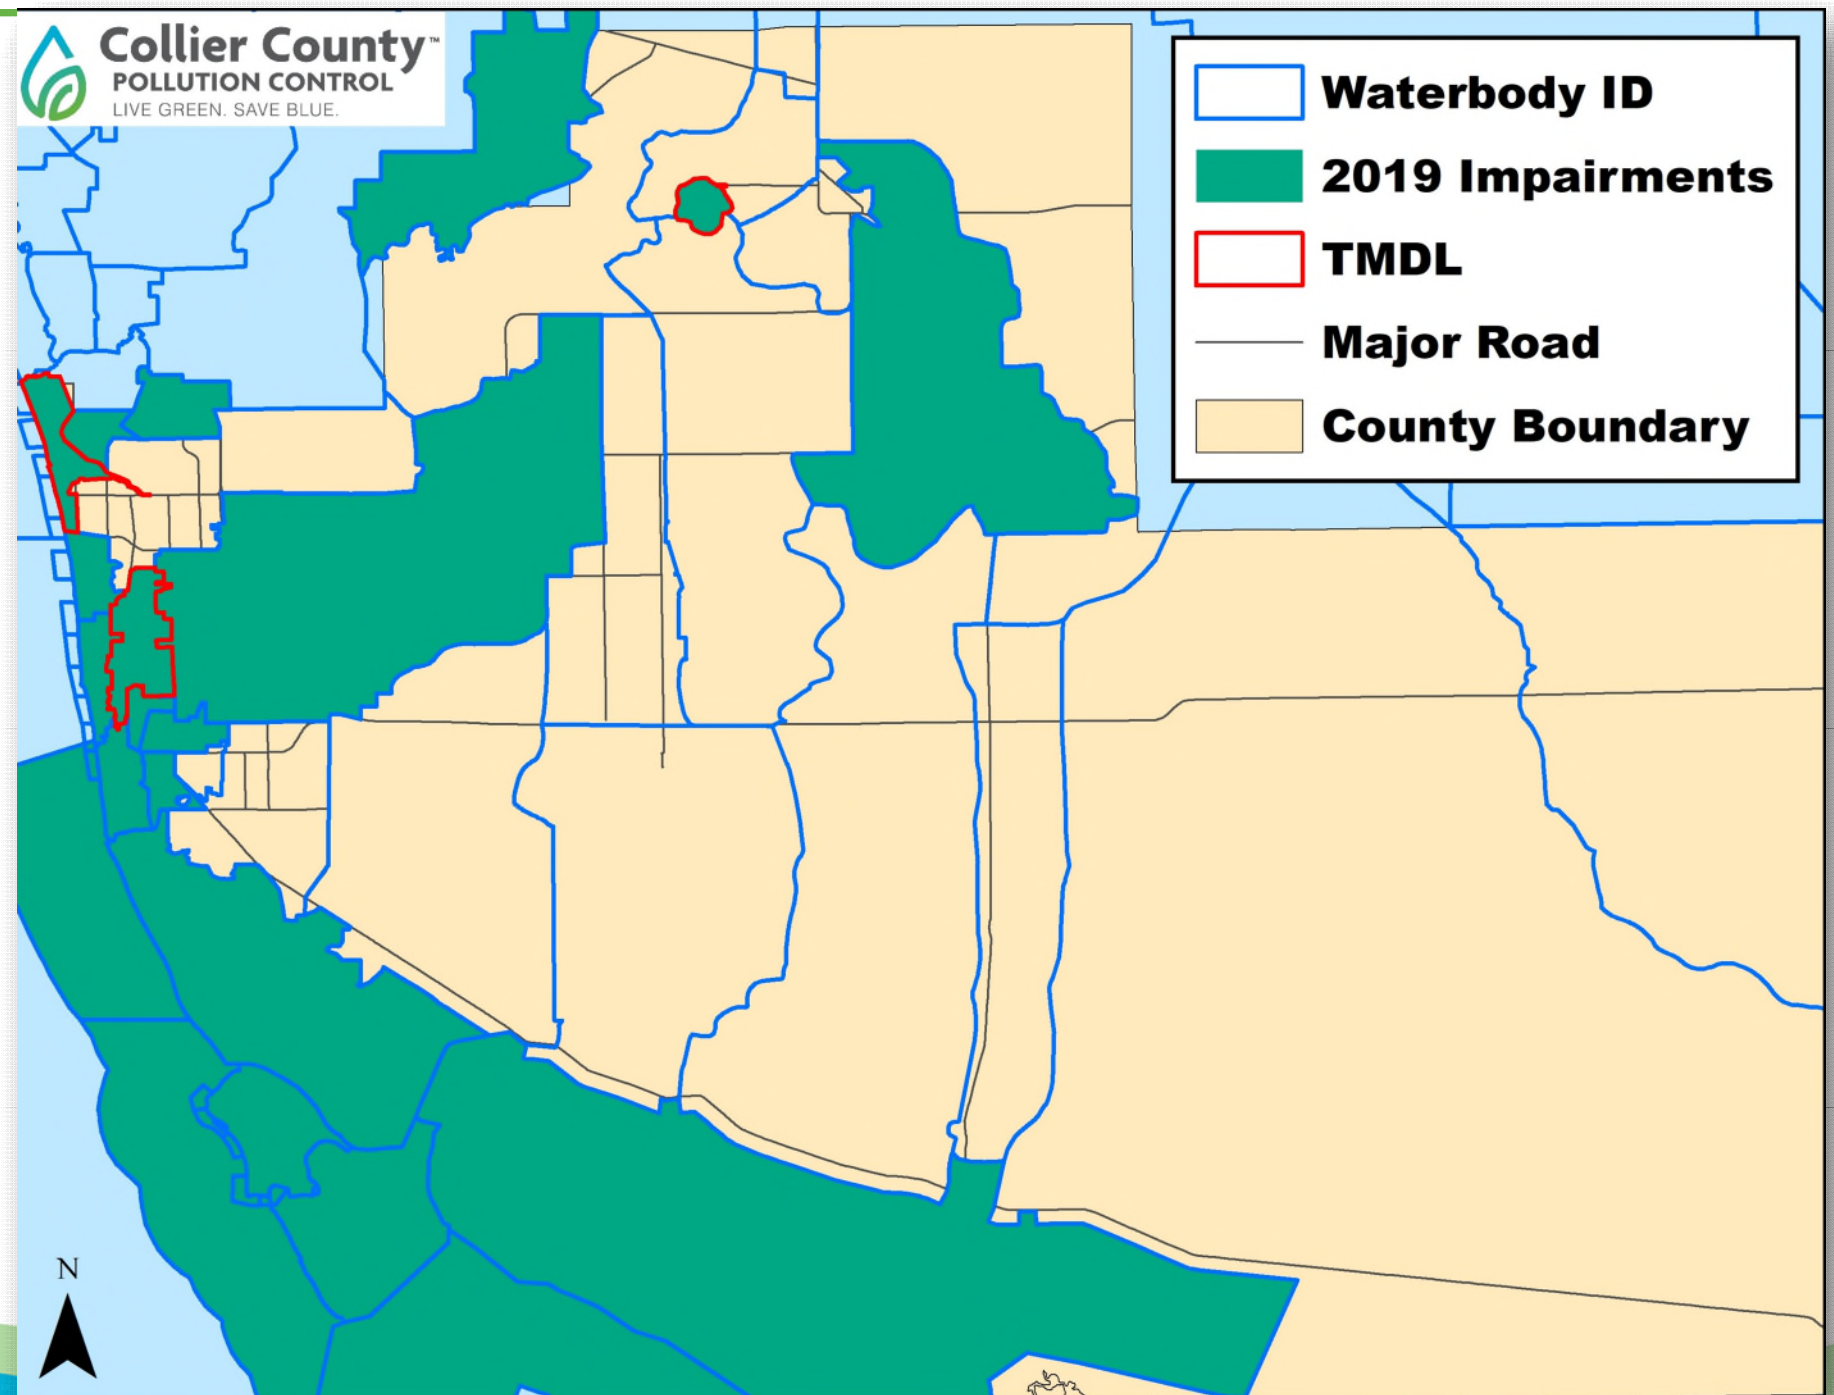 Collier County™
POLLUTION CONTROL
LIVE GREEN. SAVE BLUE.
Waterbody ID
2019 Impairments
TMDL
Major Road
County Boundary
N